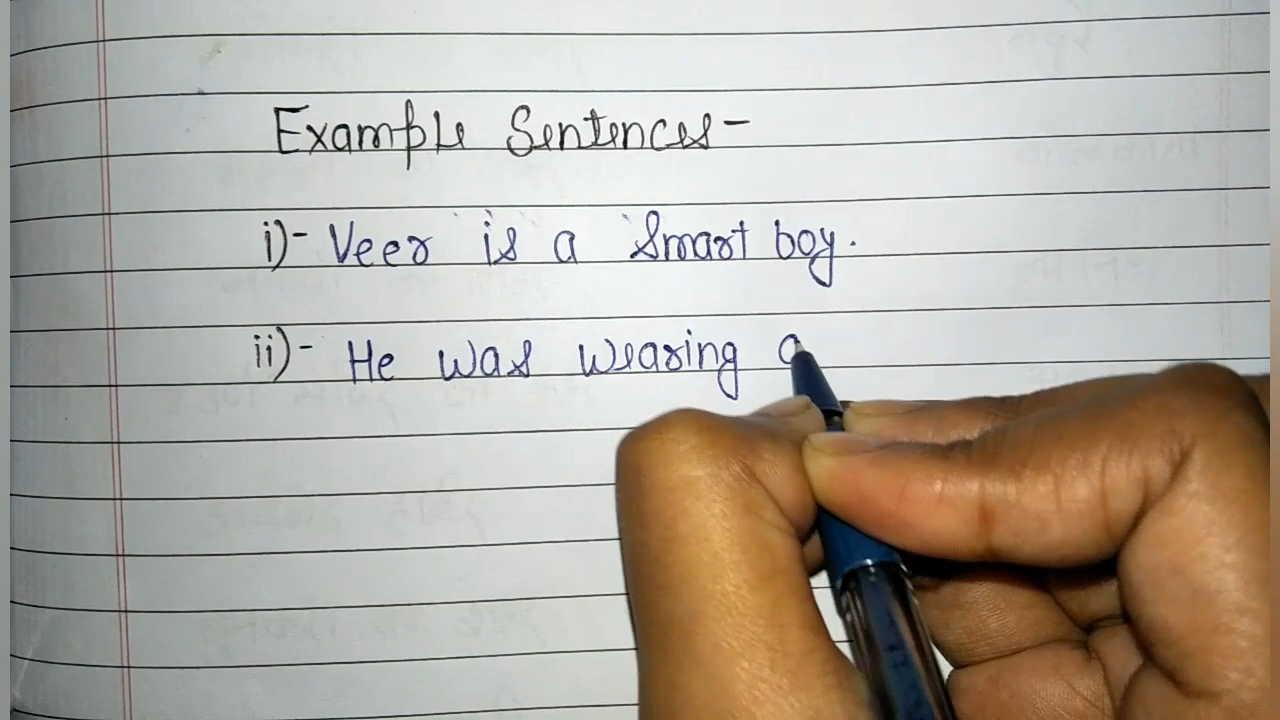 Example Sentences-
i)- Veer is a Smart boy.
ii)- He was wearing a